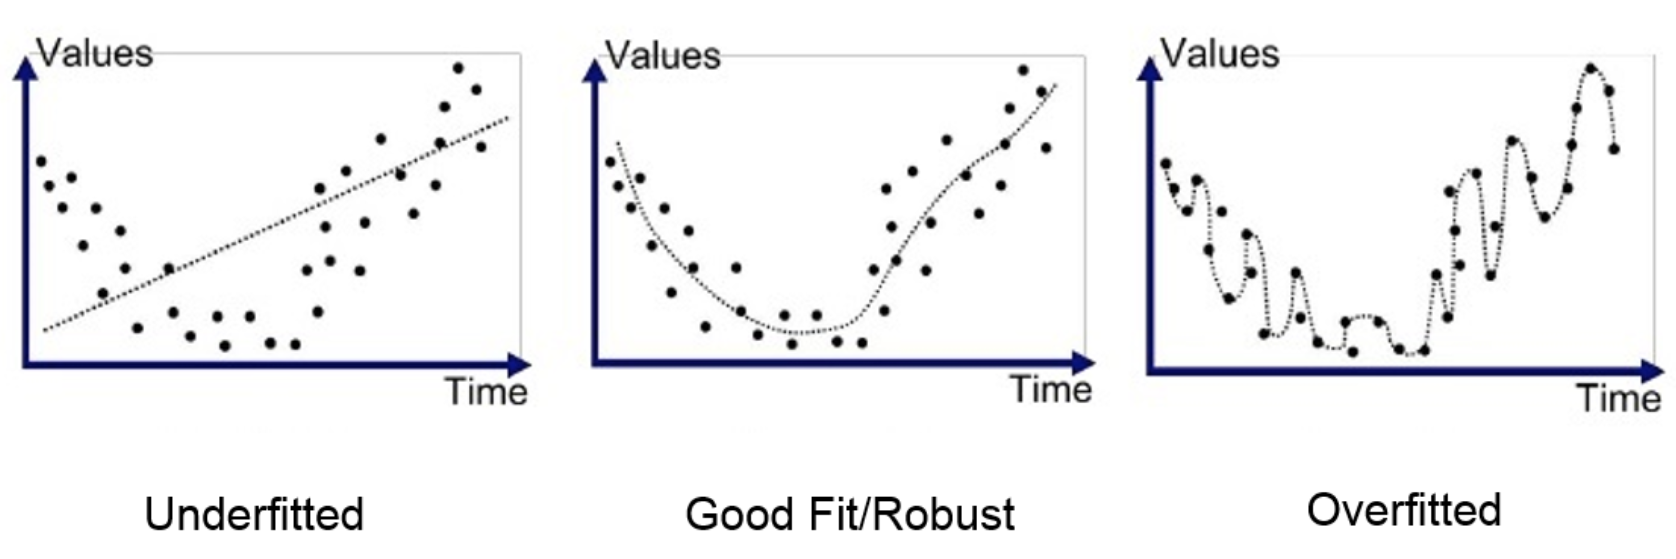 Values
Time
Values
Time
Values
Time
Underfitted
Good Fit/Robust
Overfitted